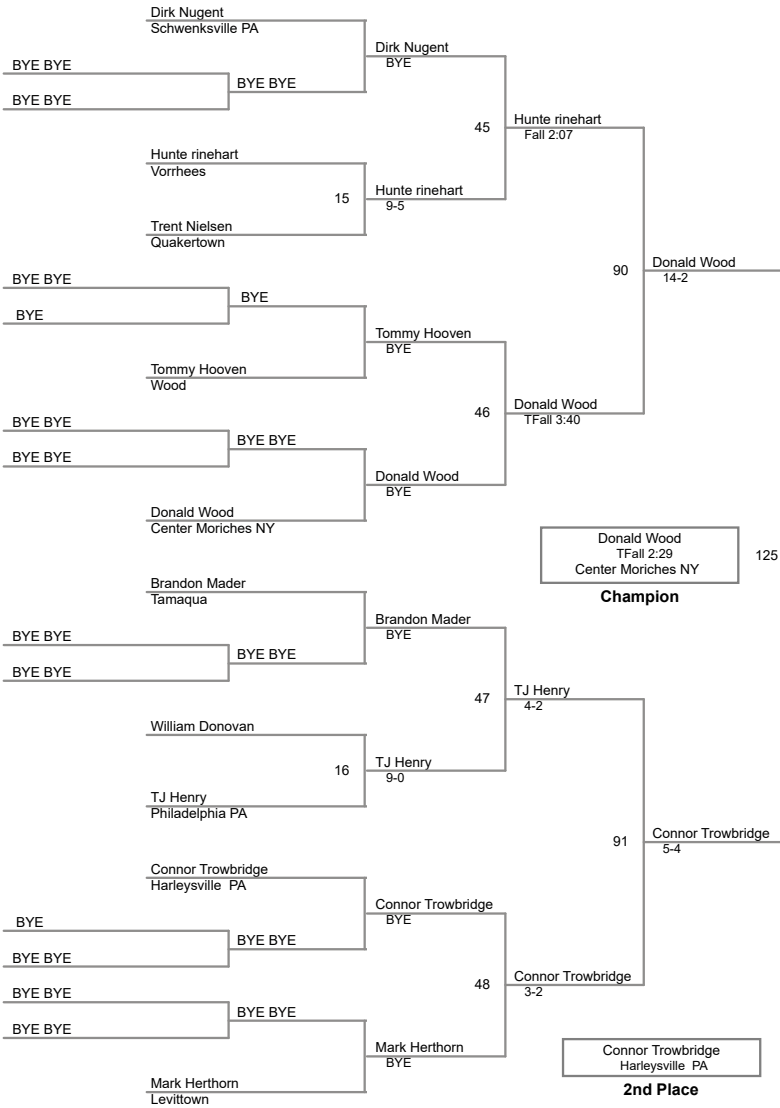 Dirk Nugent
Schwenksville PA
Dirk Nugent
BYE
BYE BYE
BYE BYE
BYE BYE
45
Hunte rinehart
Fall 2:07
Hunte rinehart
Vorrhees
15
Hunte rinehart
9-5
Trent Nielsen
Quakertown
90
Donald Wood
14-2
BYE BYE
BYE
BYE
Tommy Hooven
BYE
Tommy Hooven
Wood
46
Donald Wood
TFall 3:40
BYE BYE
BYE BYE
BYE BYE
Donald Wood
BYE
Donald Wood
Center Moriches NY
Donald Wood
TFall 2:29
Center Moriches NY
125
Champion
Brandon Mader
Tamaqua
Brandon Mader
BYE
BYE BYE
BYE BYE
BYE BYE
47
TJ Henry
4-2
William Donovan
16
TJ Henry
9-0
TJ Henry
Philadelphia PA
91
Connor Trowbridge
5-4
Connor Trowbridge
Harleysville  PA
Connor Trowbridge
BYE
BYE
BYE BYE
BYE BYE
48
Connor Trowbridge
3-2
BYE BYE
BYE BYE
BYE BYE
Mark Herthorn
BYE
Mark Herthorn
Levittown
Connor Trowbridge
Harleysville  PA
2nd Place